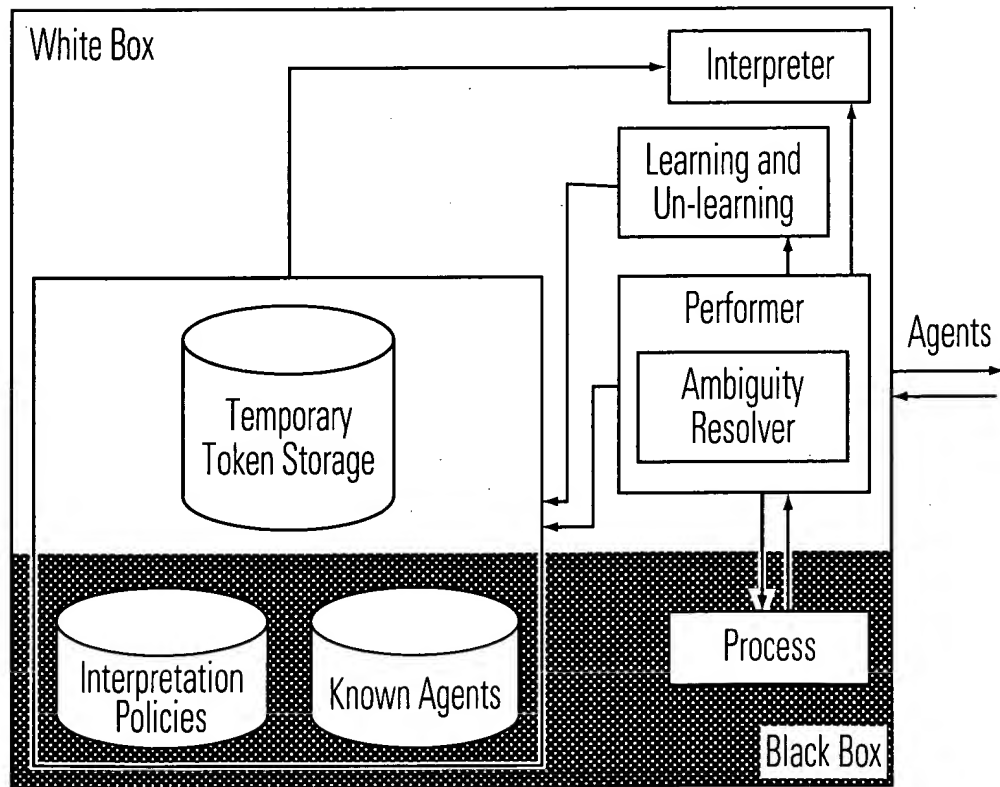 White Box
Interpreter
Learning and
Un-learning
Performer
Agents
Ambiguity
Resolver
Temporary
Token Storage
Process
Interpretation
Policies
Known Agents
Black Box